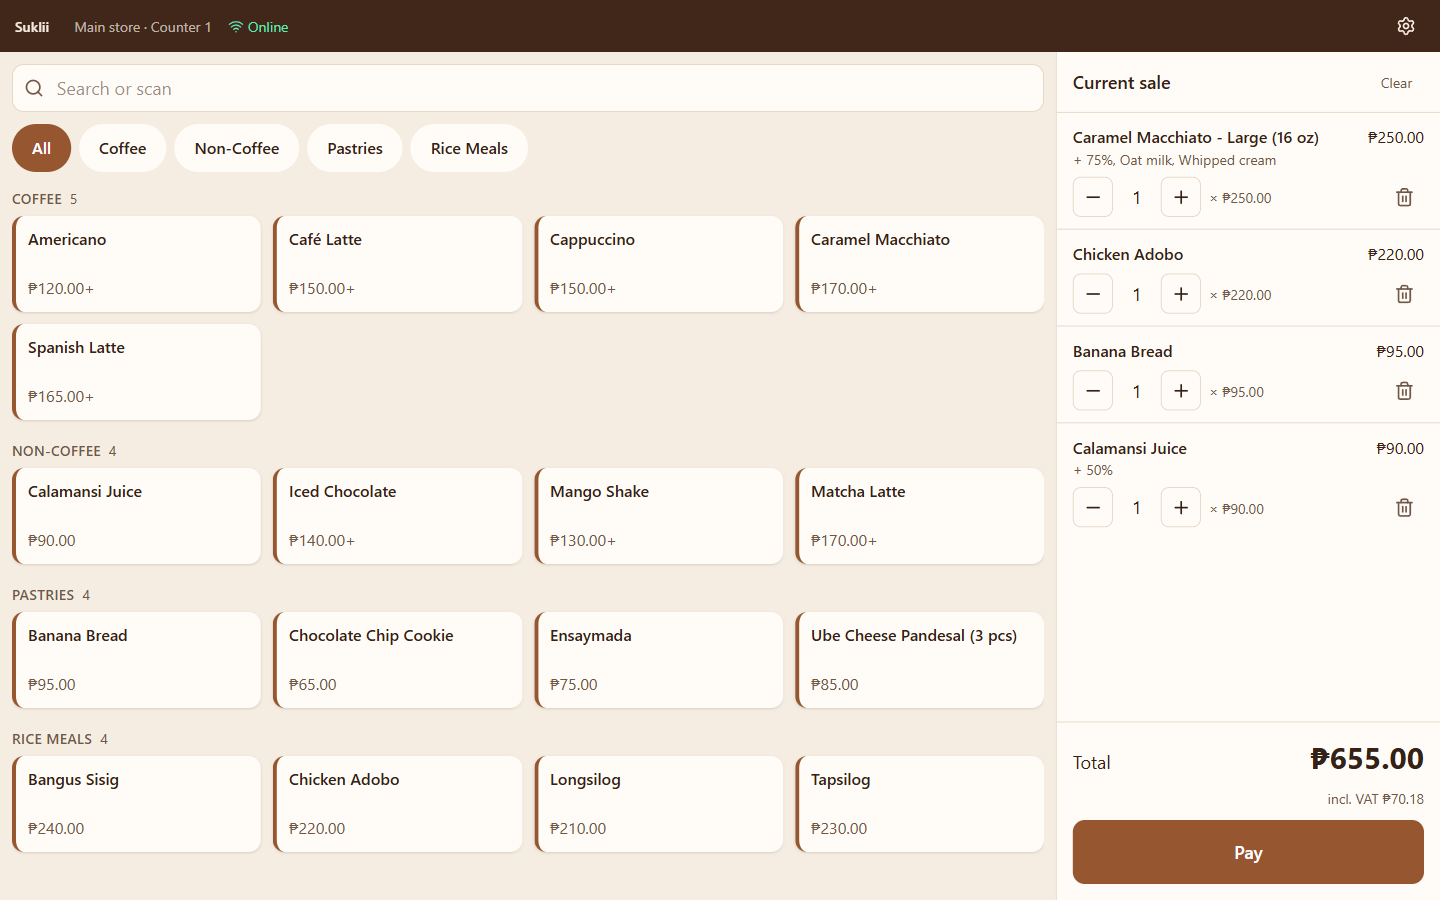 Suklii Main store · Counter 1 Online
Search or scan
All Coffee Non-Coffee Pastries Rice Meals
COFFEE 5
Americano Café Latte Cappuccino Caramel Macchiato
₱120.00+ ₱150.00+ ₱150.00+ ₱170.00+
Spanish Latte
₱165.00+
NON-COFFEE 4
Calamansi Juice Iced Chocolate Mango Shake Matcha Latte
₱90.00 ₱140.00+ ₱130.00+ ₱170.00+
PASTRIES 4
Banana Bread Chocolate Chip Cookie Ensaymada Ube Cheese Pandesal (3 pcs)
₱95.00 ₱65.00 ₱75.00 ₱85.00
RICE MEALS 4
Bangus Sisig Chicken Adobo Longsilog Tapsilog
₱240.00 ₱220.00 ₱210.00 ₱230.00
Current sale Clear
Caramel Macchiato - Large (16 oz) ₱250.00
+ 75%, Oat milk, Whipped cream
− 1 + × ₱250.00
Chicken Adobo ₱220.00
− 1 + × ₱220.00
Banana Bread ₱95.00
− 1 + × ₱95.00
Calamansi Juice ₱90.00
+ 50%
− 1 + × ₱90.00
Total ₱655.00
incl. VAT ₱70.18
Pay